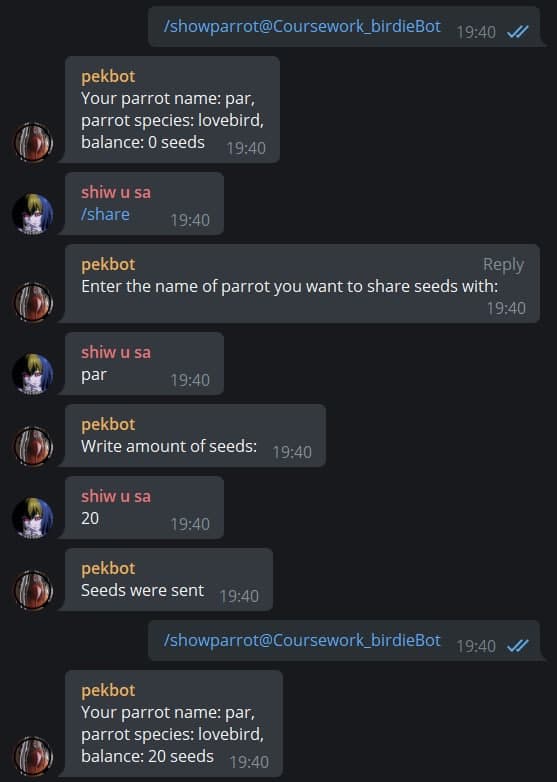 /showparrot@Coursework_birdieBot 19:40
pekbot
Your parrot name: par,
parrot species: lovebird,
balance: 0 seeds 19:40
shiw u sa
/share 19:40
pekbot Reply
Enter the name of parrot you want to share seeds with:
19:40
shiw u sa
par 19:40
pekbot
Write amount of seeds: 19:40
shiw u sa
20 19:40
pekbot
Seeds were sent 19:40
/showparrot@Coursework_birdieBot 19:40
pekbot
Your parrot name: par,
parrot species: lovebird,
balance: 20 seeds 19:40